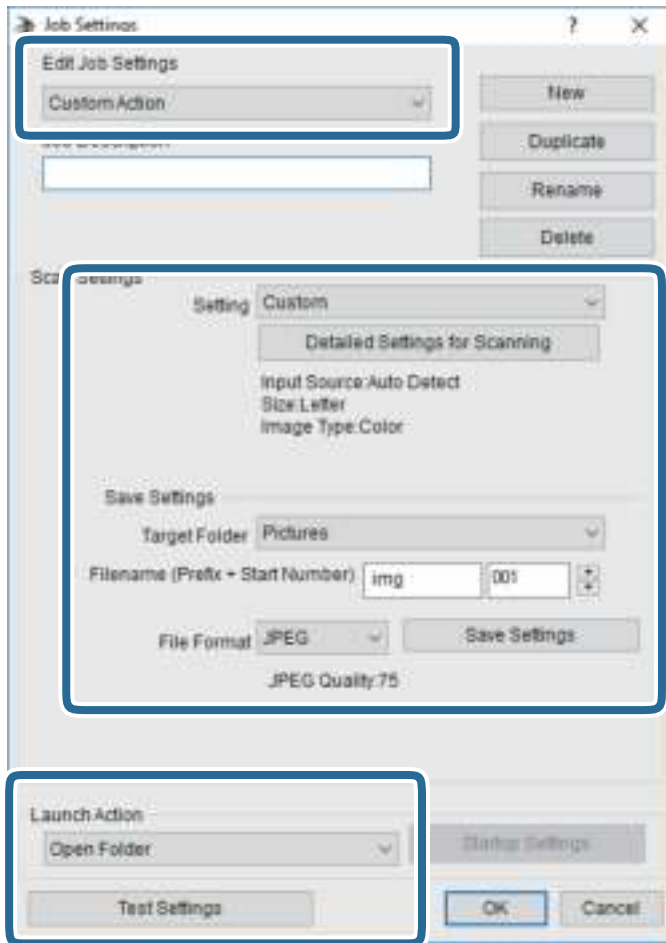 Job Settings ? ×
Edit Job Settings
Custom Action
New
Duplicate
Rename
Delete
Settings
Setting Custom
Detailed Settings for Scanning
Input Source:Auto Detect
Size:Letter
Image Type:Color
Save Settings
Target Folder Pictures
Filename (Prefix + Start Number) img 001
File Format JPEG Save Settings
JPEG Quality:75
Launch Action
Open Folder Startup Settings
Test Settings OK Cancel